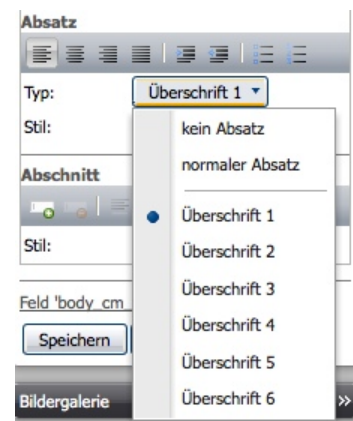 Absatz
Typ:
Überschrift 1
Stil:
kein Absatz
normaler Absatz
Abschnitt
Überschrift 1
Überschrift 2
Stil:
Überschrift 3
Feld 'body_cm
Überschrift 4
Speichern
Überschrift 5
Bildergalerie
Überschrift 6
»